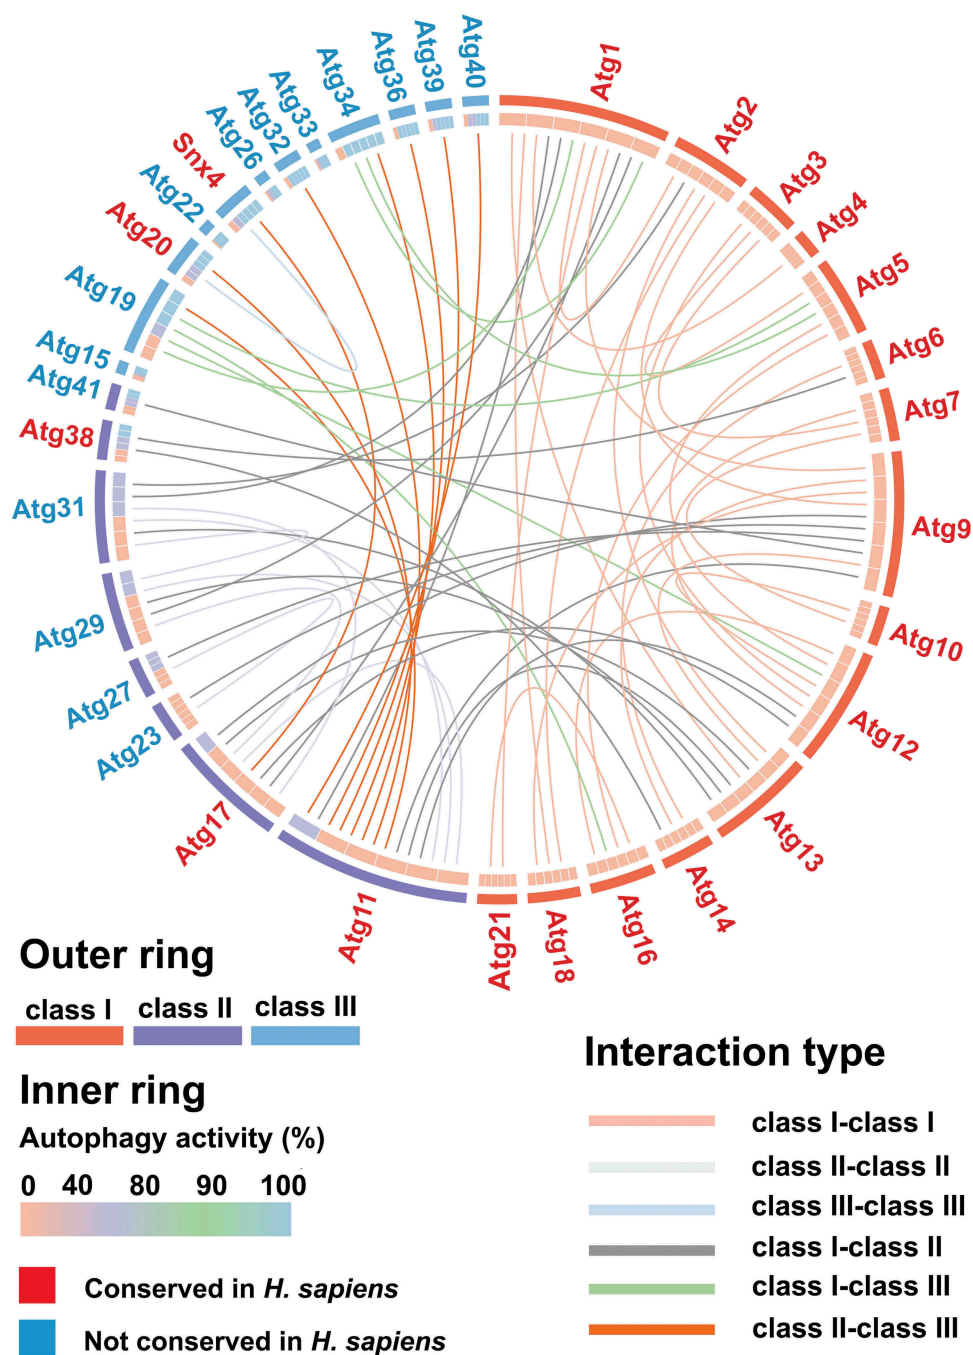 Atg1
Atg2
Atg3
Atg4
Atg5
Atg6
Atg7
Atg9
Atg10
Atg12
Atg13
Atg14
Atg16
Atg18
Atg21
Atg11
Atg17
Atg23
Atg27
Atg29
Atg31
Atg38
Atg41
Atg15
Atg19
Atg20
Atg22
Snx4
Atg26
Atg32
Atg33
Atg34
Atg36
Atg39
Atg40
Outer ring
class I class II class III
Inner ring
Autophagy activity (%)
0 40 80 90 100
Conserved in H. sapiens
Not conserved in H. sapiens
Interaction type
class I-class I
class II-class II
class III-class III
class I-class II
class I-class III
class II-class III